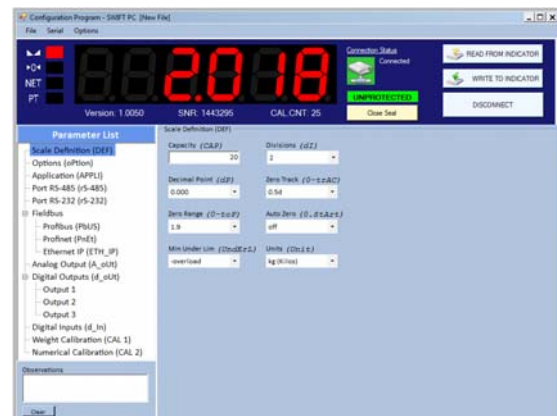 Configuration Program - SWIFT PC [New File]
File Serial Options
NET
PT
2.018
Version: 1.0050 SNR: 1443295 CAL.CNT: 25
Connection Status
Connected
UNPROTECTED
Close Seal
READ FROM INDICATOR
WRITE TO INDICATOR
DISCONNECT
Parameter List
Scale Definition (DEF)
Options (oPtIon)
Application (APPLI)
Port RS-485 (rS-485)
Port RS-232 (rS-232)
Fieldbus
Profibus (PbUS)
Profinet (PnEt)
Ethernet IP (ETH_IP)
Analog Output (A_oUt)
Digital Outputs (d_oUt)
Output 1
Output 2
Output 3
Digital Inputs (d_In)
Weight Calibration (CAL 1)
Numerical Calibration (CAL 2)
Observations
Clear
Scale Definition (DEF)
Capacity (CAP) Divisions (dI)
20 2
Decimal Point (dP) Zero Track (0-trAC)
0.000 0.5d
Zero Range (0-toP) Auto Zero (0.StArt)
1.9 off
Min Under Lim (UndErL) Units (Unit)
-overload kg (Kilos)